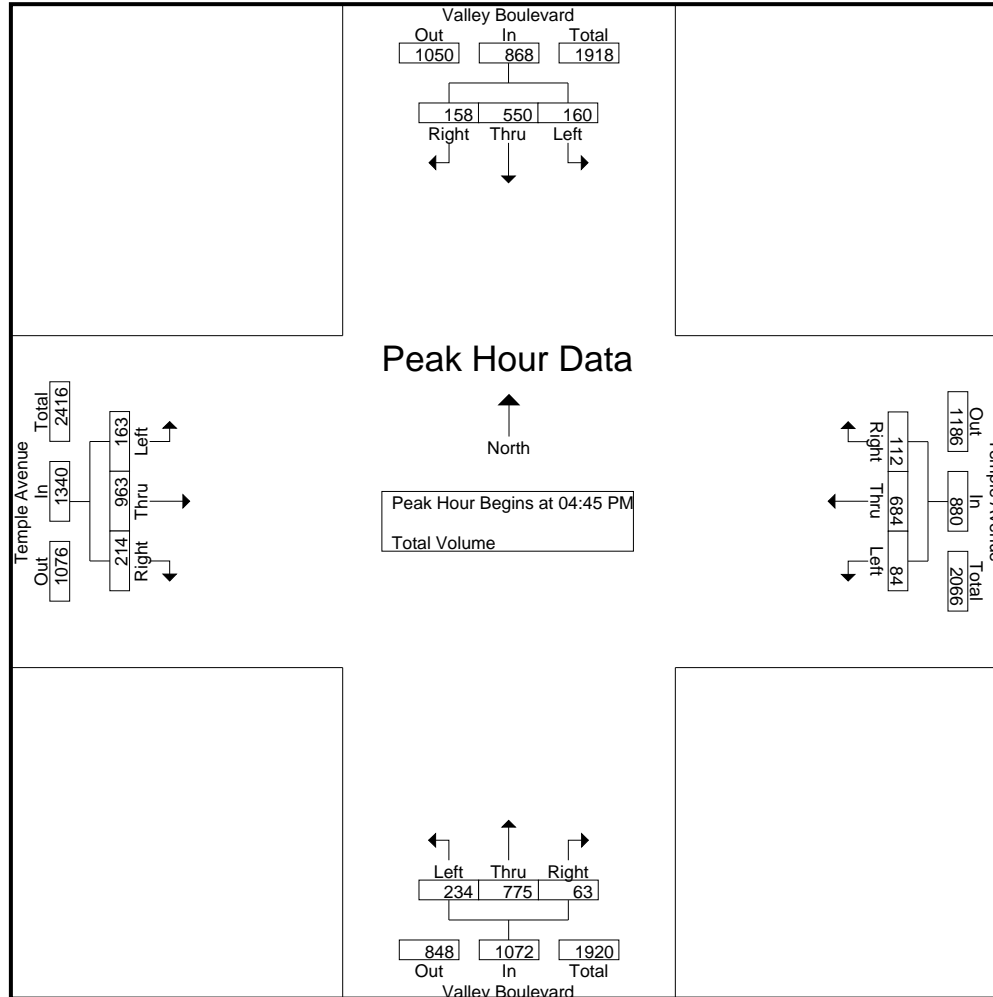 Valley Boulevard
Out In Total
1050 868 1918
158 550 160
Right Thru Left
Peak Hour Data
North
Peak Hour Begins at 04:45 PM
Total Volume
Temple Avenue
Out In Total
1076 1340 2416
214 963 163
Right Thru Left
Out In Total
1186 880 2066
112 684 84
Right Thru Left
Left Thru Right
234 775 63
848 1072 1920
Out In Total
Valley Boulevard